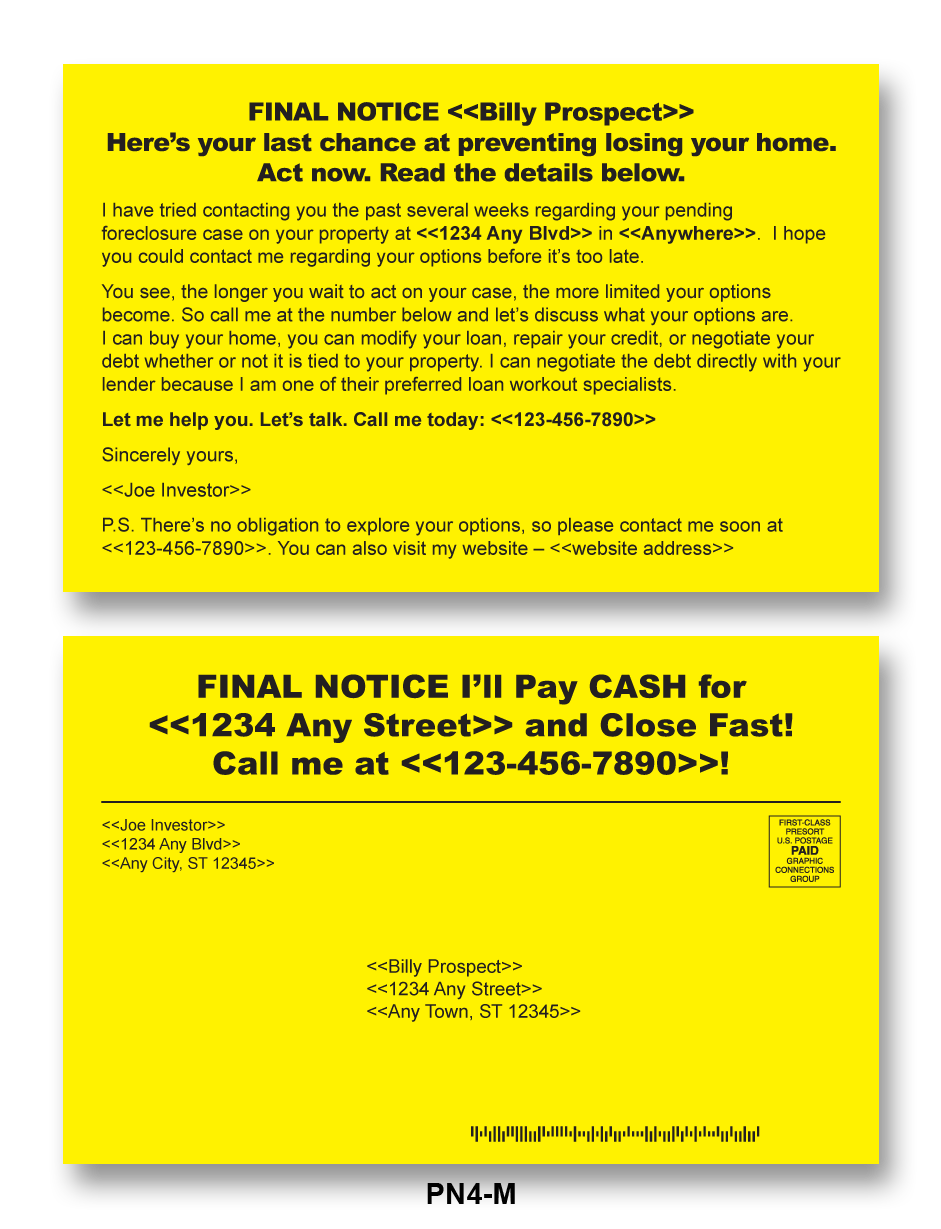 FINAL NOTICE <<Billy Prospect>>
Here’s your last chance at preventing losing your home.
Act now. Read the details below.
I have tried contacting you the past several weeks regarding your pending
foreclosure case on your property at <<1234 Any Blvd>> in <<Anywhere>>.  I hope
you could contact me regarding your options before it’s too late.
You see, the longer you wait to act on your case, the more limited your options
become. So call me at the number below and let’s discuss what your options are.
I can buy your home, you can modify your loan, repair your credit, or negotiate your
debt whether or not it is tied to your property. I can negotiate the debt directly with your
lender because I am one of their preferred loan workout specialists.
Let me help you. Let’s talk. Call me today: <<123-456-7890>>
Sincerely yours,
<<Joe Investor>>
P.S. There’s no obligation to explore your options, so please contact me soon at
<<123-456-7890>>. You can also visit my website – <<website address>>
FINAL NOTICE I’ll Pay CASH for
<<1234 Any Street>> and Close Fast!
Call me at <<123-456-7890>>!
<<Joe Investor>>
<<1234 Any Blvd>>
<<Any City, ST 12345>>
FIRST-CLASS
PRESORT
U.S. POSTAGE
PAID
GRAPHIC
CONNECTIONS
GROUP
<<Billy Prospect>>
<<1234 Any Street>>
<<Any Town, ST 12345>>
PN4-M